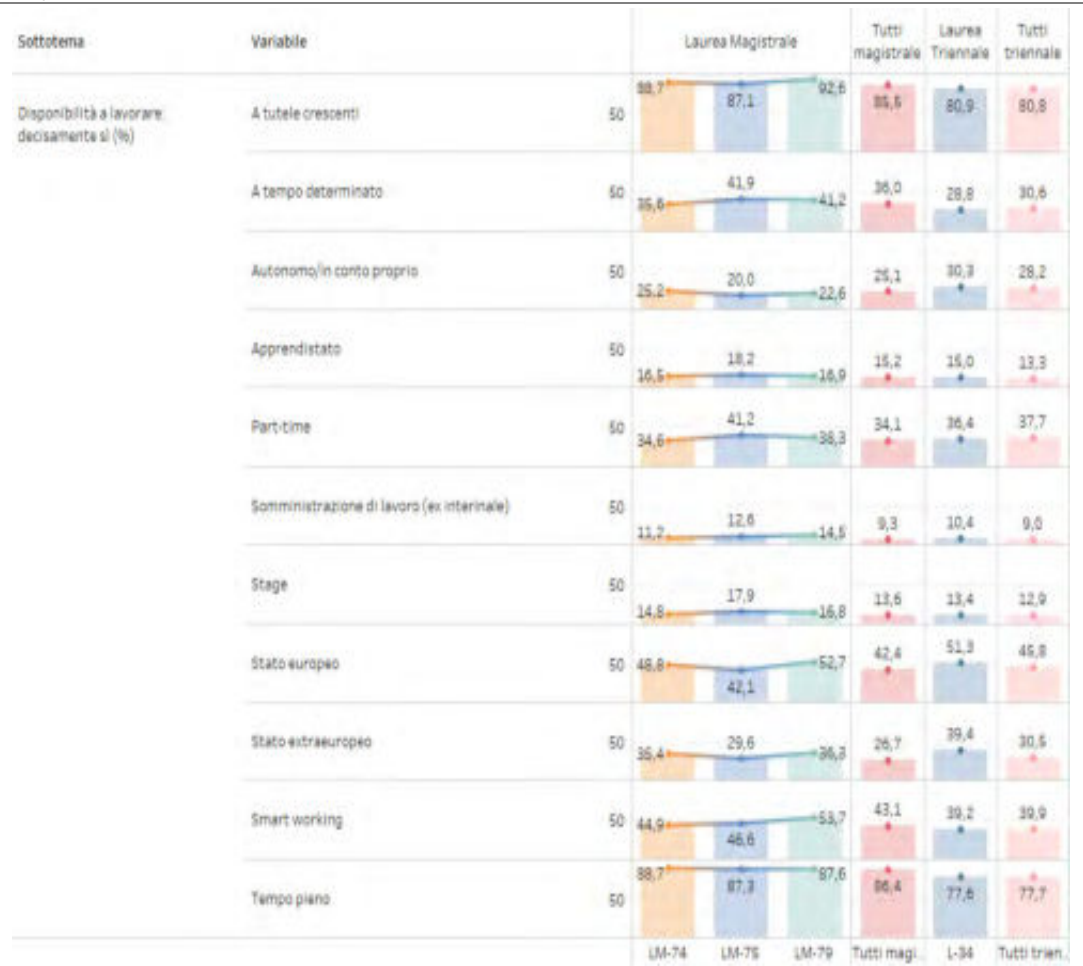 Sottotema Variabile Laurea Magistrale Tutti magistrale Laurea Triennale Tutti triennale
Disponibilità a lavorare: decisamente sì (%)
A tutele crescenti 50 88,7 87,1 92,6 80,9 80,8
A tempo determinato 50 35,6 41,9 41,2 36,0 28,8 30,6
Autonomo/in conto proprio 50 25,2 20,0 22,6 25,1 30,3 28,2
Apprendistato 50 16,5 18,2 16,9 15,2 15,0 13,3
Part-time 50 34,6 41,2 38,3 34,1 36,4 37,7
Somministrazione di lavoro (ex interinale) 50 11,7 12,6 14,5 9,3 10,4 9,0
Stage 50 14,8 17,9 16,8 13,6 13,4 12,9
Stato europeo 50 48,8 42,1 52,7 42,4 51,3 45,8
Stato extraeuropeo 50 35,4 29,6 36,3 26,7 39,4 30,5
Smart working 50 44,9 46,6 53,7 43,1 39,2 39,9
Tempo pieno 50 88,7 87,3 87,6 86,4 77,6 77,7
LM-74 LM-75 LM-79 Tutti magi.. L-34 Tutti trien..